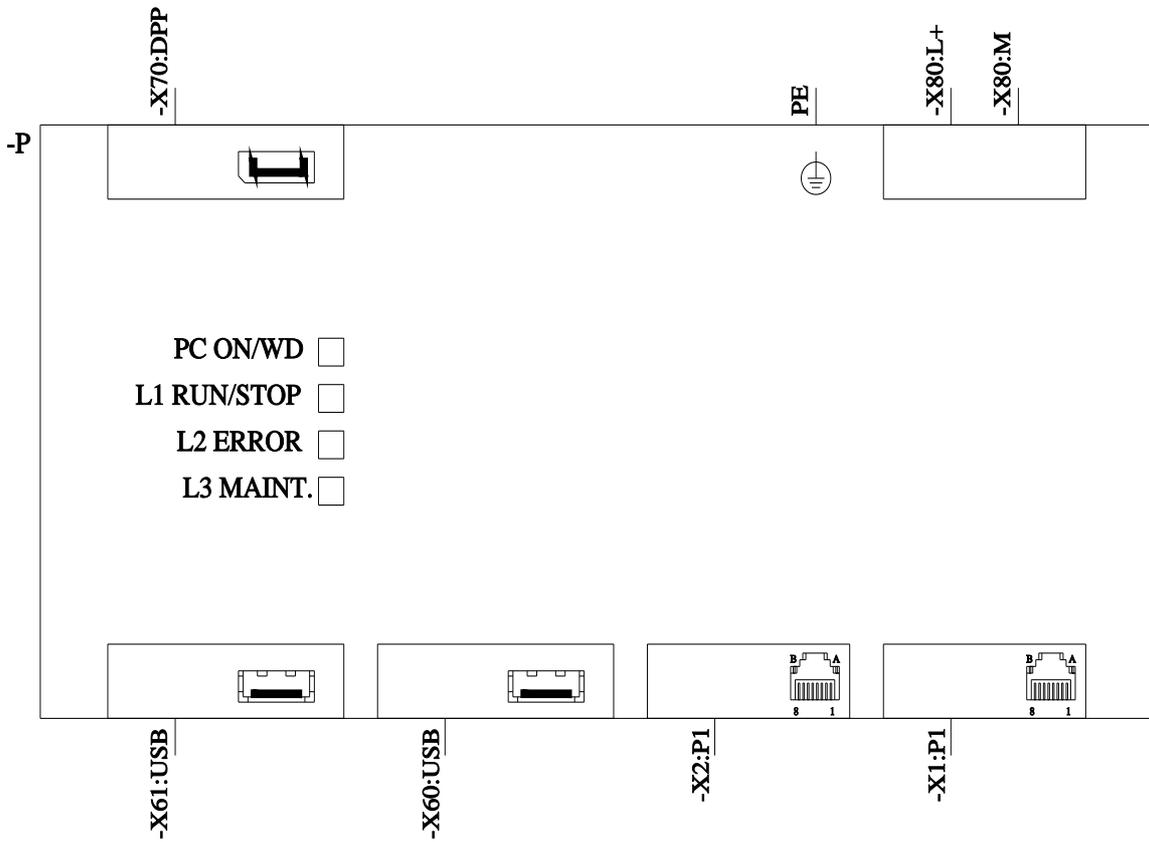 -X70:DPP
PE
-X80:L+
-X80:M
-P
PC ON/WD
L1 RUN/STOP
L2 ERROR
L3 MAINT.
B A
8 1
B A
8 1
-X61:USB
-X60:USB
-X2:P1
-X1:P1